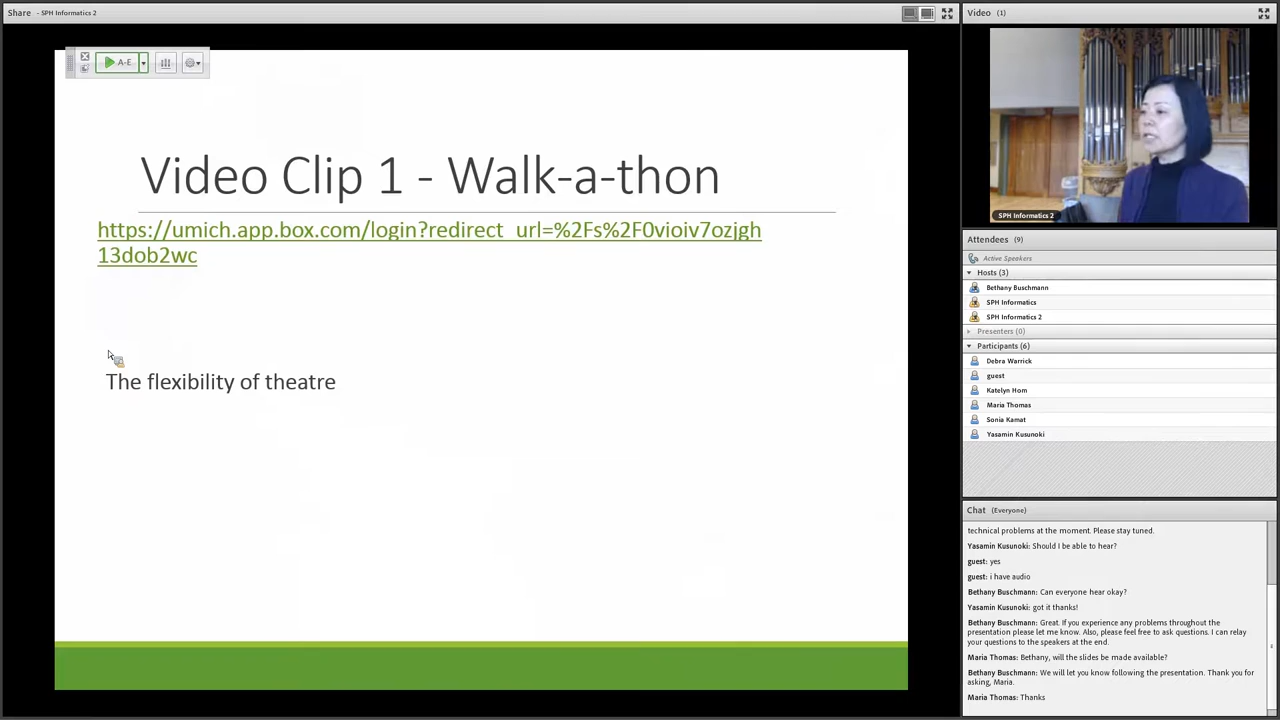 Share - SPH Informatics 2
A-E
Video Clip 1 - Walk-a-thon
https://umich.app.box.com/login?redirect_url=%2Fs%2F0vioiv7ozjgh
13dob2wc
The flexibility of theatre
Video (1)
SPH Informatics 2
Attendees (9)
Active Speakers
Hosts (3)
Bethany Buschmann
SPH Informatics
SPH Informatics 2
Presenters (0)
Participants (6)
Debra Warrick
guest
Katelyn Hom
Maria Thomas
Sonia Kamat
Yasamin Kusunoki
Chat (Everyone)
technical problems at the moment. Please stay tuned.
Yasamin Kusunoki: Should I be able to hear?
guest: yes
guest: i have audio
Bethany Buschmann: Can everyone hear okay?
Yasamin Kusunoki: got it thanks!
Bethany Buschmann: Great. If you experience any problems throughout the
presentation please let me know. Also, please feel free to ask questions. I can relay
your questions to the speakers at the end.
Maria Thomas: Bethany, will the slides be made available?
Bethany Buschmann: We will let you know following the presentation. Thank you for
asking, Maria.
Maria Thomas: Thanks